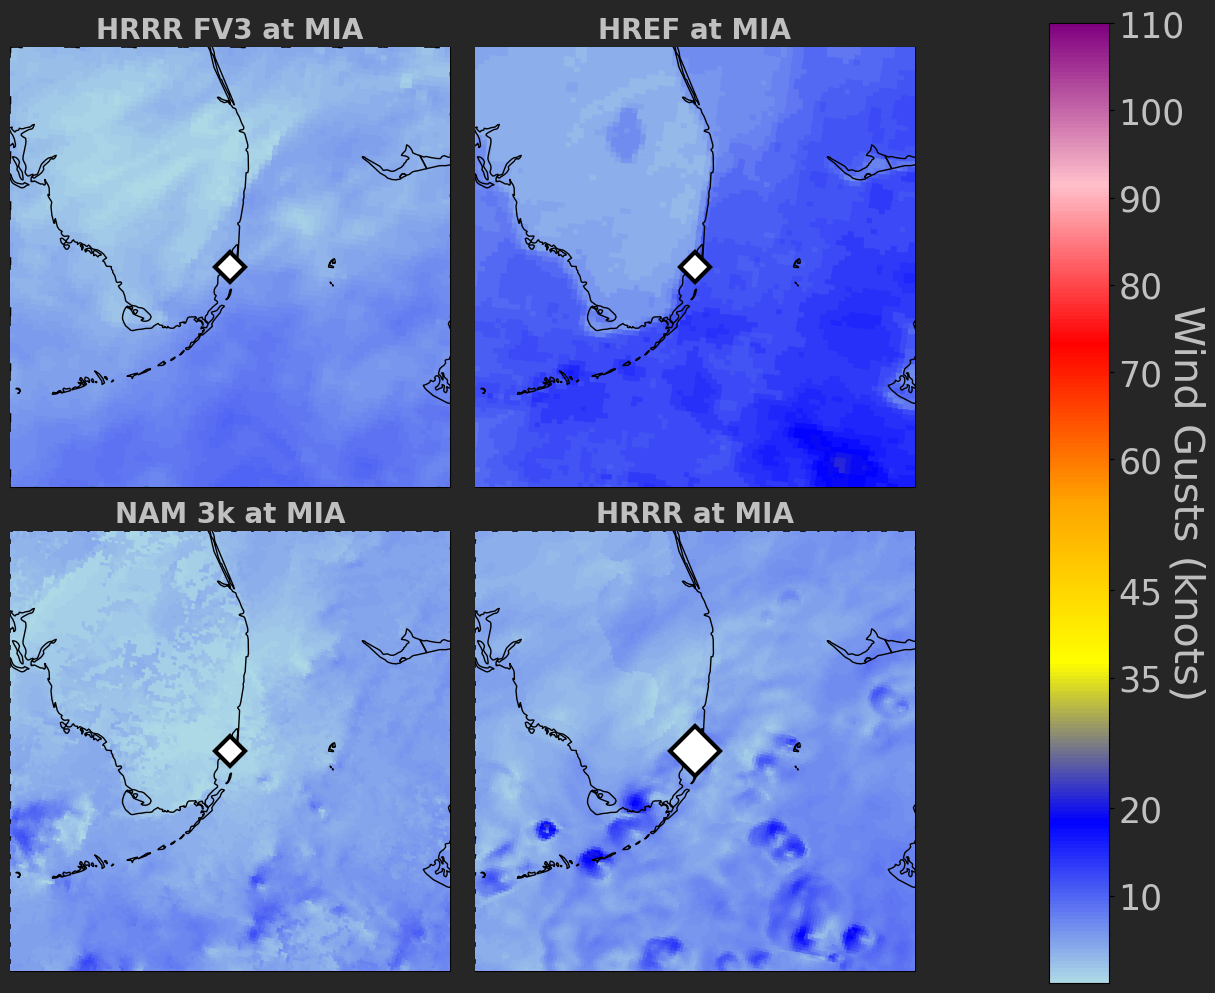 HRRR FV3 at MIA
HREF at MIA
NAM 3k at MIA
HRRR at MIA
110
100
90
80
70
60
45
35
20
10
Wind Gusts (knots)